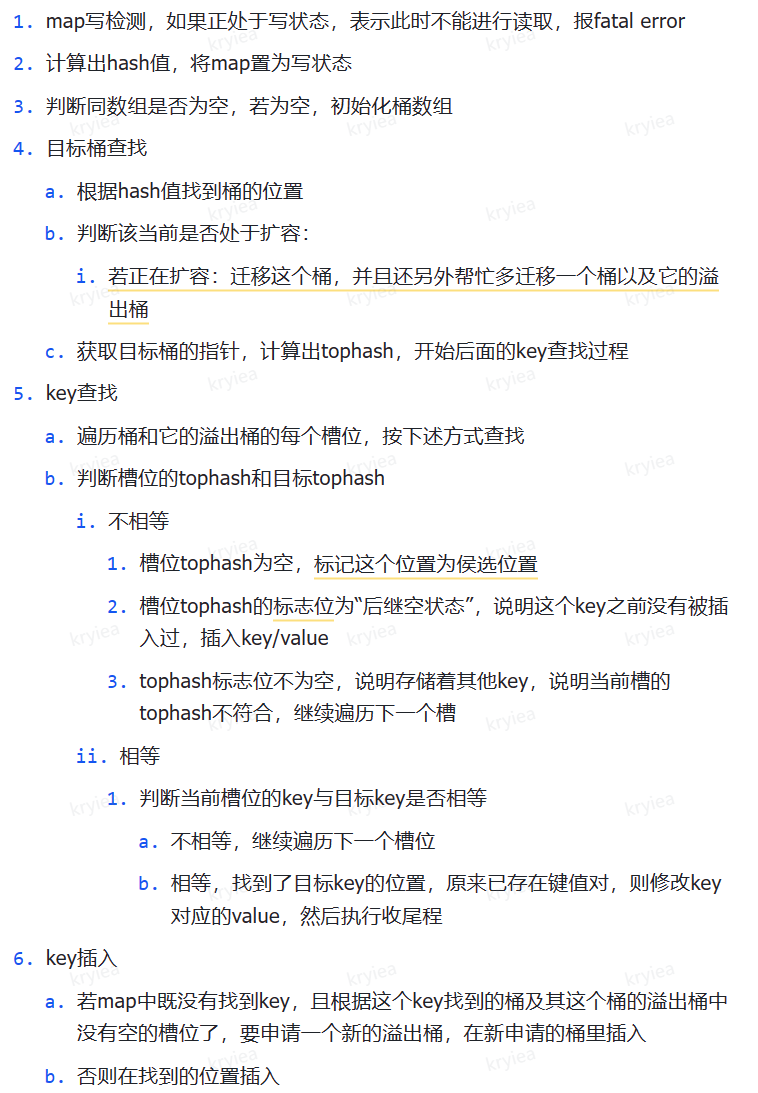 1. map写检测，如果正处于写状态，表示此时不能进行读取，报fatal error
2. 计算出hash值，将map置为写状态
3. 判断同数组是否为空，若为空，初始化桶数组
4. 目标桶查找
a. 根据hash值找到桶的位置
b. 判断该当前是否处于扩容：
i. 若正在扩容：迁移这个桶，并且还另外帮忙多迁移一个桶以及它的溢
出桶
c. 获取目标桶的指针，计算出tophash，开始后面的key查找过程
5. key查找
a. 遍历桶和它的溢出桶的每个槽位，按下述方式查找
b. 判断槽位的tophash和目标tophash
i. 不相等
1. 槽位tophash为空，标记这个位置为侯选位置
2. 槽位tophash的标志位为“后继空状态”，说明这个key之前没有被插
入过，插入key/value
3. tophash标志位不为空，说明存储着其他key，说明当前槽的
tophash不符合，继续遍历下一个槽
ii. 相等
1. 判断当前槽位的key与目标key是否相等
a. 不相等，继续遍历下一个槽位
b. 相等，找到了目标key的位置，原来已存在键值对，则修改key
对应的value，然后执行收尾程
6. key插入
a. 若map中既没有找到key，且根据这个key找到的桶及其这个桶的溢出桶中
没有空的槽位了，要申请一个新的溢出桶，在新申请的桶里插入
b. 否则在找到的位置插入
kryiea